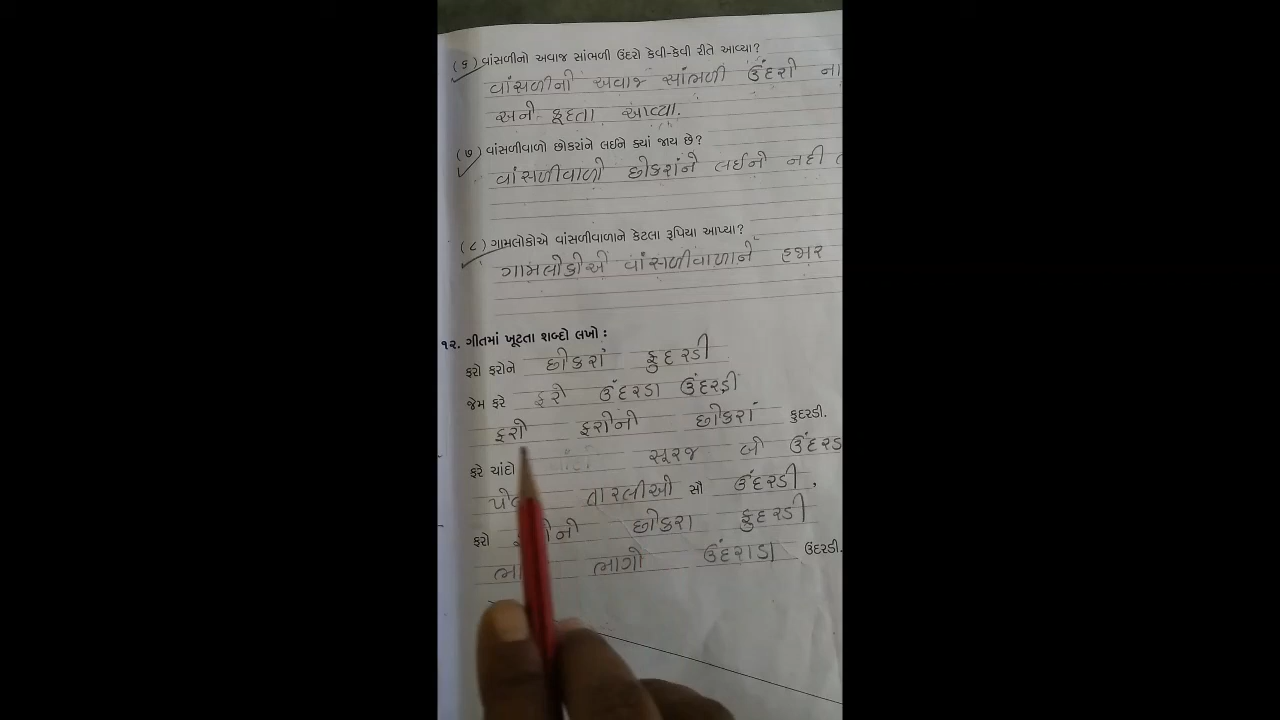 (૬) વાંસળીનો અવાજ સાંભળી ઉંદરો કેવી-કેવી રીતે આવ્યા?
વાંસળીનો અવાજ સાંભળી ઉંદરો ના
અને કૂદતા આવ્યા.
(૭) વાંસળીવાળો છોકરાંને લઈને ક્યાં જાય છે?
વાંસળીવાળો છોકરાંને લઈનો નદી
(૮) ગામલોકોએ વાંસળીવાળાને કેટલા રૂપિયા આપ્યા?
ગામલોકોએ વાંસળીવાળાને હજાર
૧૨. ગીતમાં ખૂટતા શબ્દો લખો :
ફરો ફરોને છોકરાં ફુદરડી
જેમ ફરે ફરો ઉંદરડા ઉંદરડી
ફરો ફરીની છોકરાં ફુદરડી.
ફરે ચાંદો સૂરજ બી ઉંદરડ
તારલીઓ સૌ ઉંદરડી.
ફરો છોકરા ફુદરડી
ભાગો ઉંદરાડા ઉંદરડી.